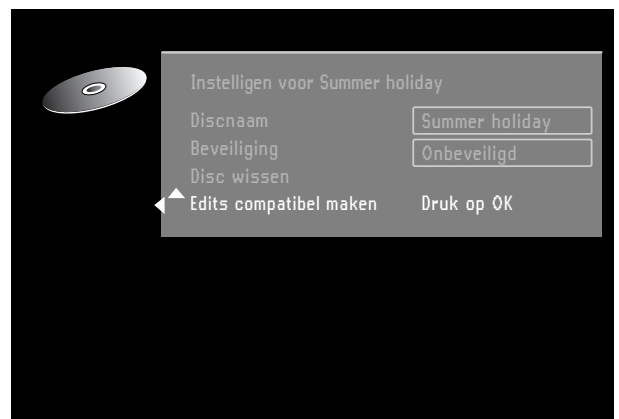 Instelligen voor Summer holiday
Discnaam Summer holiday
Beveiliging Onbeveiligd
Disc wissen
Edits compatibel maken Druk op OK